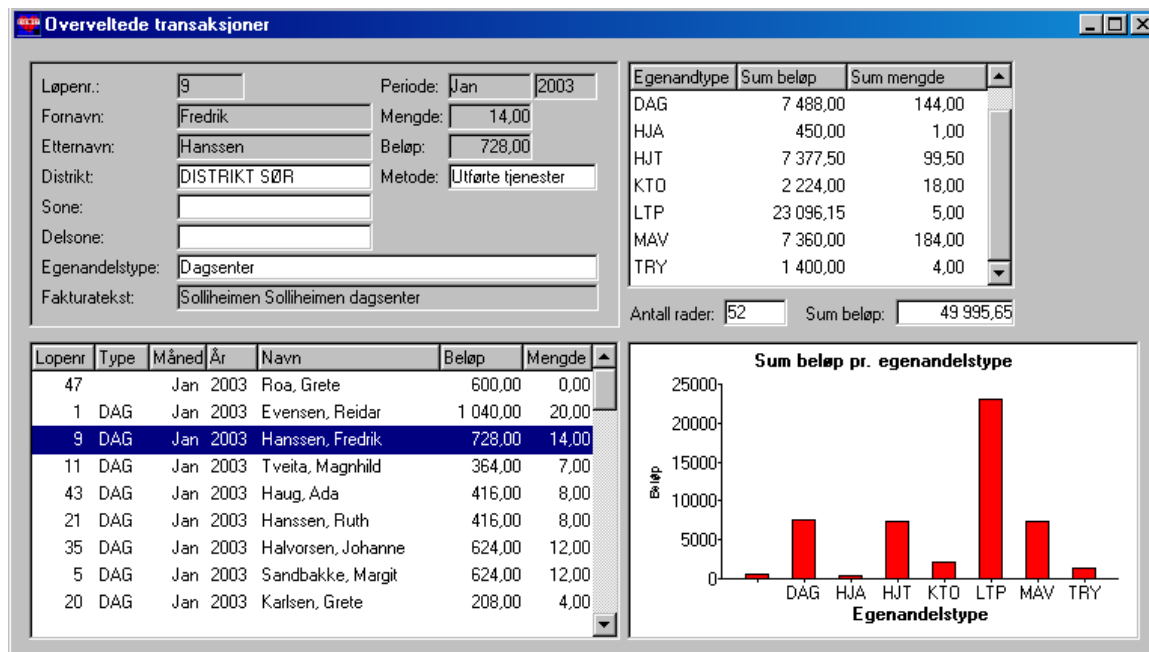 Overveltede transaksjoner
Løpenr.: 9 Periode: Jan 2003
Fornavn: Fredrik Mengde: 14,00
Etternavn: Hanssen Beløp: 728,00
Distrikt: DISTRIKT SØR Metode: Utførte tjenester
Sone:
Delsone:
Egenandelstype: Dagsenter
Fakturatekst: Solliheimen Solliheimen dagsenter
Egenandtype Sum beløp Sum mengde
DAG 7 488,00 144,00
HJA 450,00 1,00
HJT 7 377,50 99,50
KTO 2 224,00 18,00
LTP 23 096,15 5,00
MAV 7 360,00 184,00
TRY 1 400,00 4,00
Antall rader: 52 Sum beløp: 49 995,65
Lopenr Type Måned År Navn Beløp Mengde
47 Jan 2003 Roa, Grete 600,00 0,00
1 DAG Jan 2003 Evensen, Reidar 1 040,00 20,00
9 DAG Jan 2003 Hanssen, Fredrik 728,00 14,00
11 DAG Jan 2003 Tveita, Magnhild 364,00 7,00
43 DAG Jan 2003 Haug, Ada 416,00 8,00
21 DAG Jan 2003 Hanssen, Ruth 416,00 8,00
35 DAG Jan 2003 Halvorsen, Johanne 624,00 12,00
5 DAG Jan 2003 Sandbakke, Margit 624,00 12,00
20 DAG Jan 2003 Karlsen, Grete 208,00 4,00
Sum beløp pr. egenandelstype
25000
20000
15000
10000
5000
0
Beløp
DAG HJA HJT KTO LTP MAV TRY
Egenandelstype